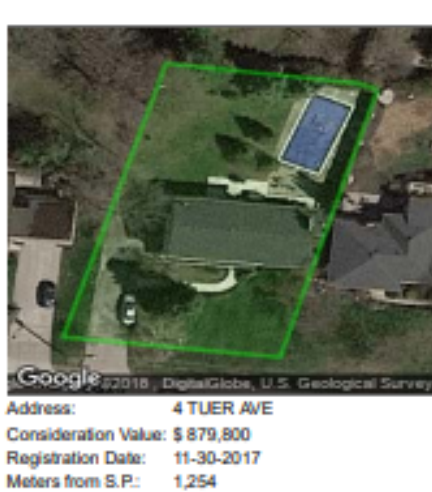 Google ©2018 , DigitalGlobe, U.S. Geological Survey
Address: 4 TUER AVE
Consideration Value: $ 879,800
Registration Date: 11-30-2017
Meters from S.P.: 1,254